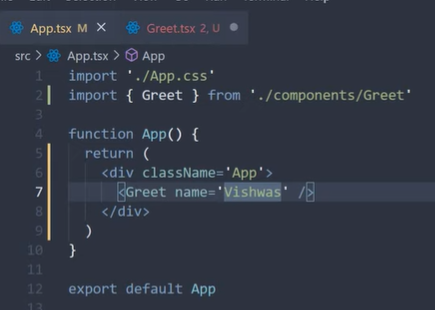 App.tsx M × Greet.tsx 2, U
src > App.tsx > App
1 import './App.css'
2 import { Greet } from './components/Greet'
3
4 function App() {
5 return (
6 <div className='App'>
7 <Greet name='Vishwas' />
8 </div>
9 )
10 }
11
12 export default App
13